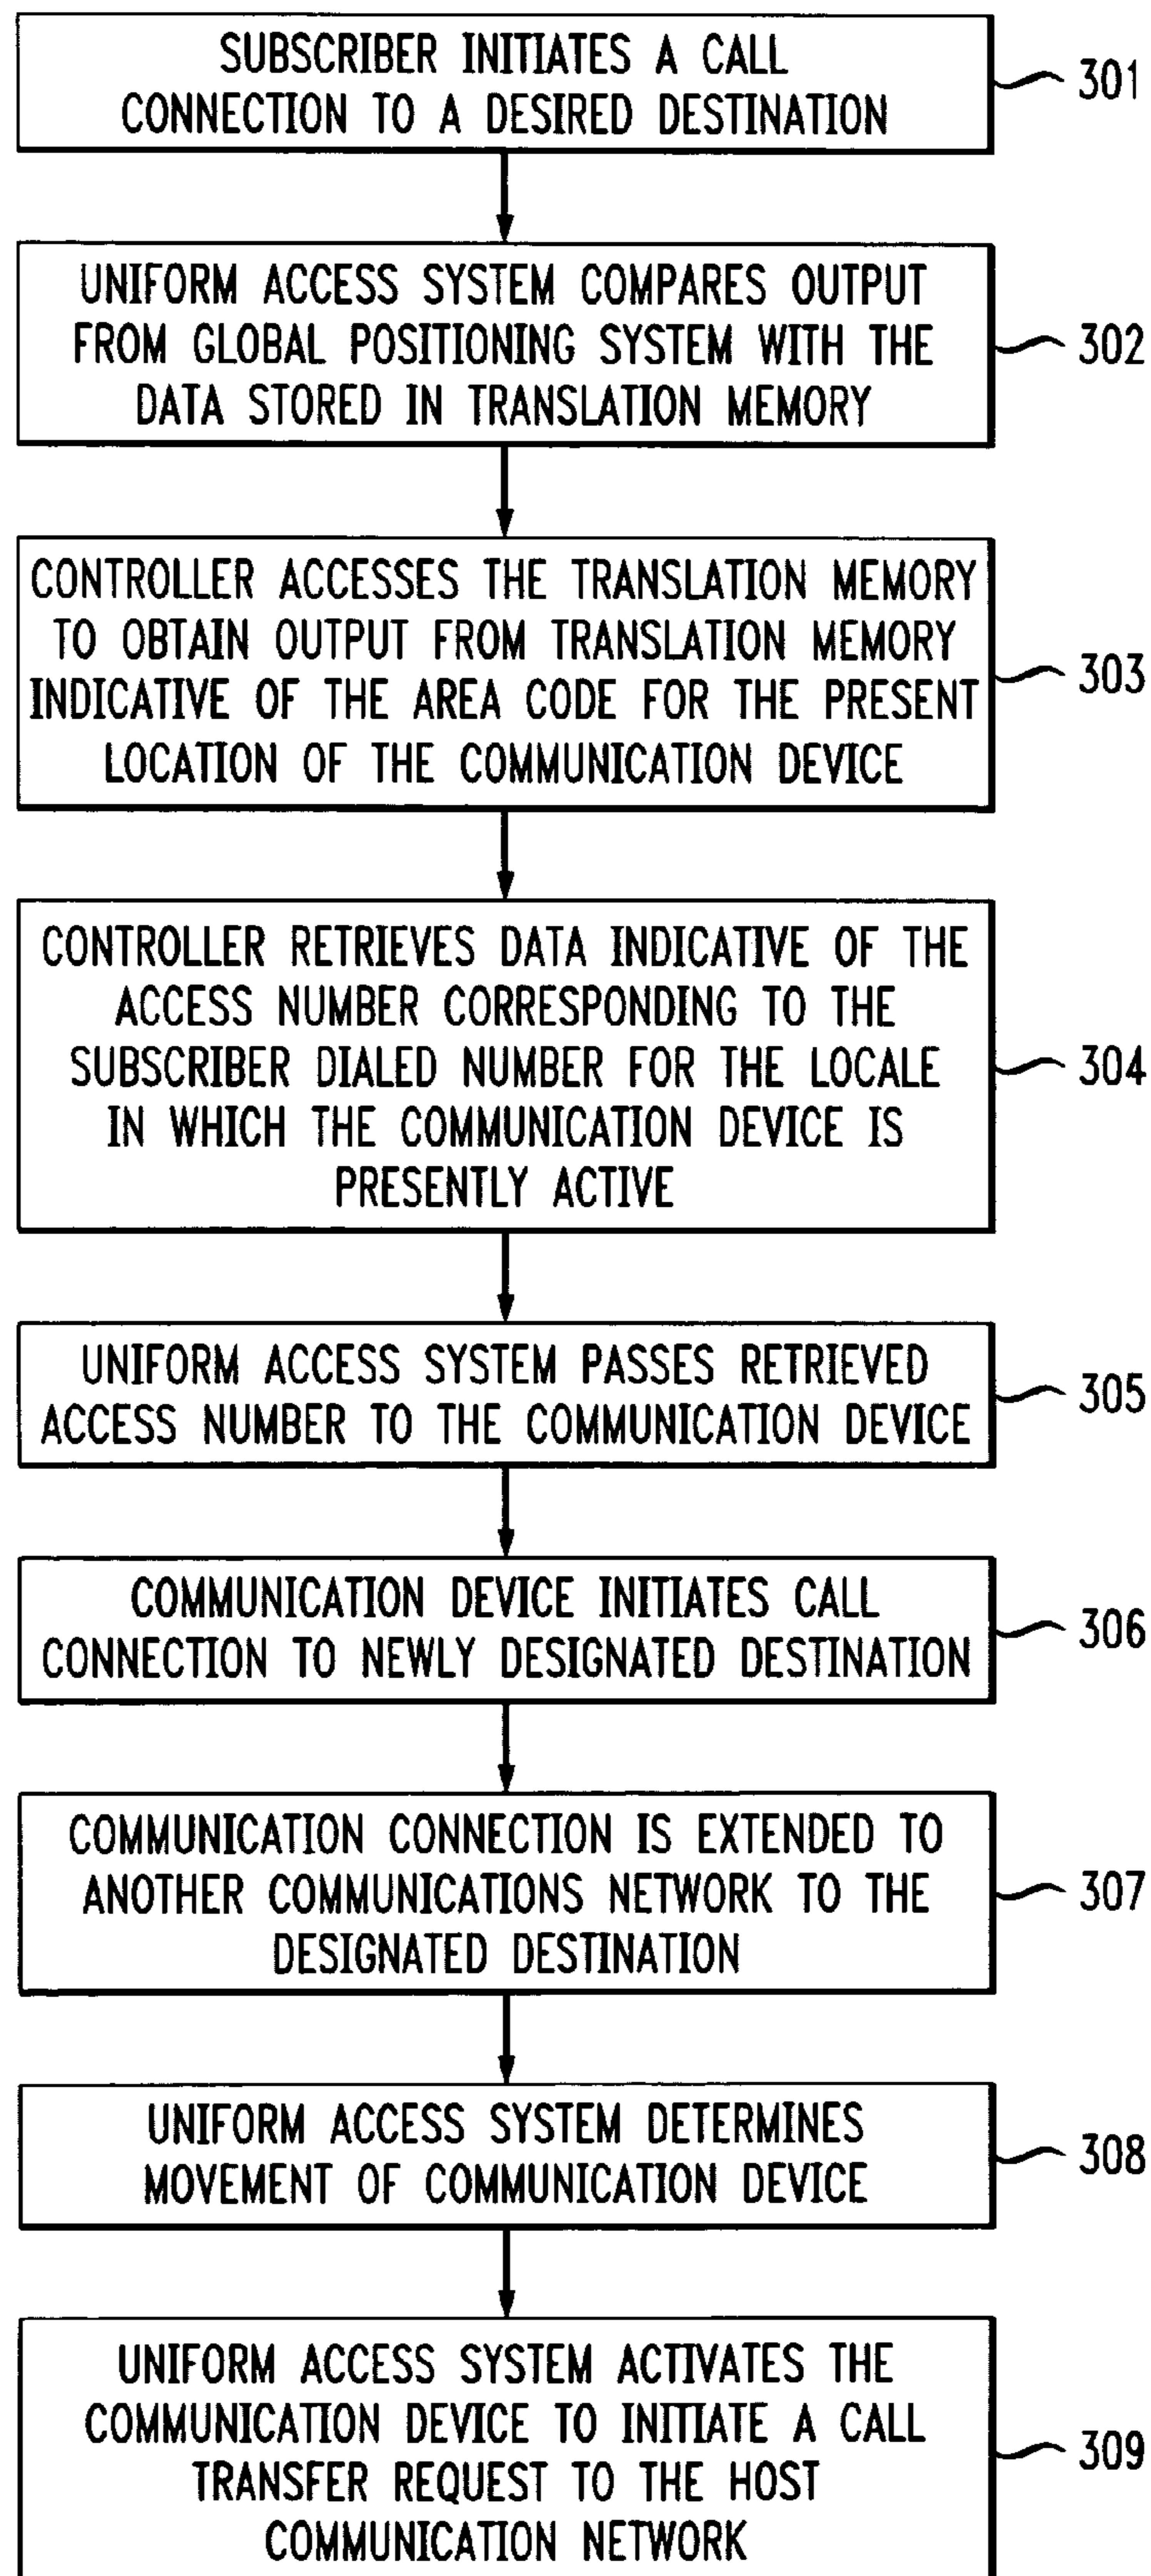 SUBSCRIBER INITIATES A CALL
CONNECTION TO A DESIRED DESTINATION
301
UNIFORM ACCESS SYSTEM COMPARES OUTPUT
FROM GLOBAL POSITIONING SYSTEM WITH THE
DATA STORED IN TRANSLATION MEMORY
302
CONTROLLER ACCESSES THE TRANSLATION MEMORY
TO OBTAIN OUTPUT FROM TRANSLATION MEMORY
INDICATIVE OF THE AREA CODE FOR THE PRESENT
LOCATION OF THE COMMUNICATION DEVICE
303
CONTROLLER RETRIEVES DATA INDICATIVE OF THE
ACCESS NUMBER CORRESPONDING TO THE
SUBSCRIBER DIALED NUMBER FOR THE LOCALE
IN WHICH THE COMMUNICATION DEVICE IS
PRESENTLY ACTIVE
304
UNIFORM ACCESS SYSTEM PASSES RETRIEVED
ACCESS NUMBER TO THE COMMUNICATION DEVICE
305
COMMUNICATION DEVICE INITIATES CALL
CONNECTION TO NEWLY DESIGNATED DESTINATION
306
COMMUNICATION CONNECTION IS EXTENDED TO
ANOTHER COMMUNICATIONS NETWORK TO THE
DESIGNATED DESTINATION
307
UNIFORM ACCESS SYSTEM DETERMINES
MOVEMENT OF COMMUNICATION DEVICE
308
UNIFORM ACCESS SYSTEM ACTIVATES THE
COMMUNICATION DEVICE TO INITIATE A CALL
TRANSFER REQUEST TO THE HOST
COMMUNICATION NETWORK
309